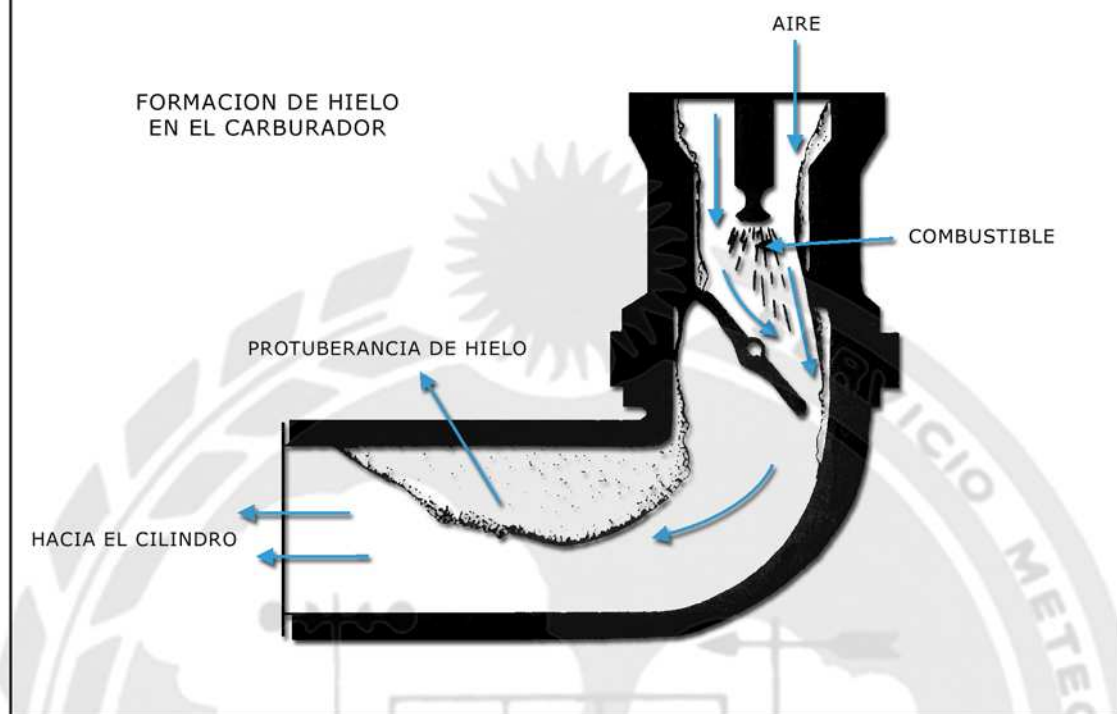 AIRE
FORMACION DE HIELO
EN EL CARBURADOR
COMBUSTIBLE
PROTUBERANCIA DE HIELO
HACIA EL CILINDRO